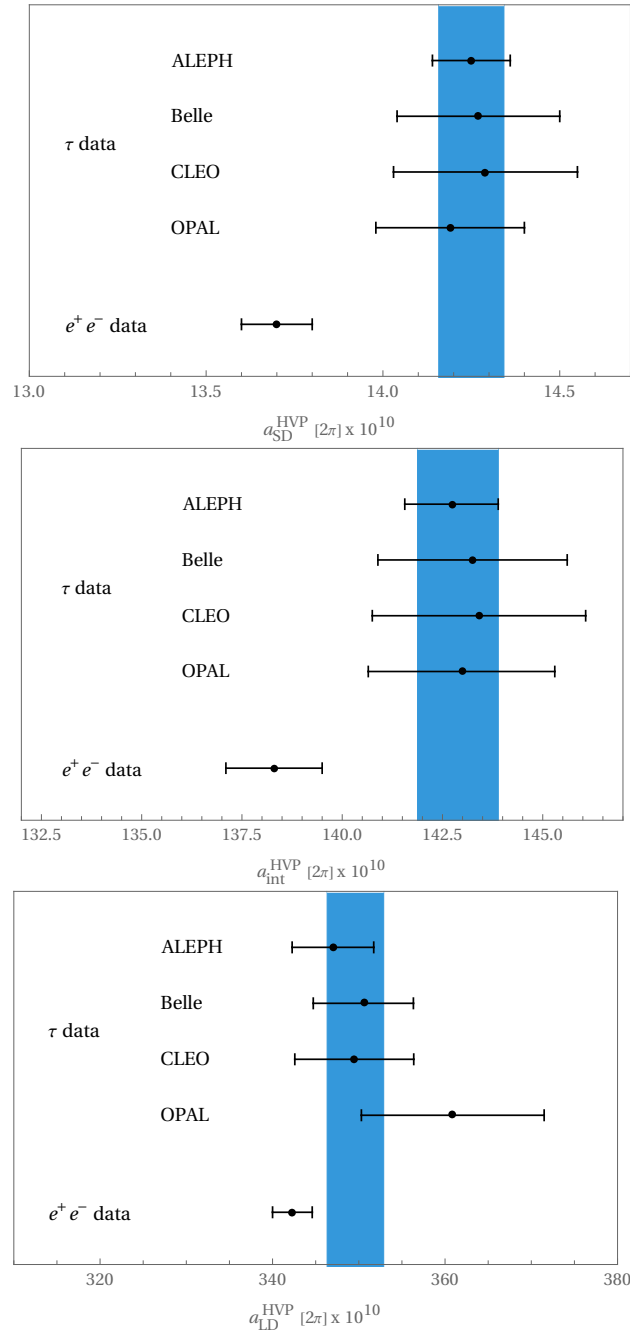 ALEPH
Belle
τ data
CLEO
OPAL
e⁺ e⁻ data
13.0 13.5 14.0 14.5
a_SD^HVP [2π] x 10^10
ALEPH
Belle
τ data
CLEO
OPAL
e⁺ e⁻ data
132.5 135.0 137.5 140.0 142.5 145.0
a_int^HVP [2π] x 10^10
ALEPH
Belle
τ data
CLEO
OPAL
e⁺ e⁻ data
320 340 360 380
a_LD^HVP [2π] x 10^10